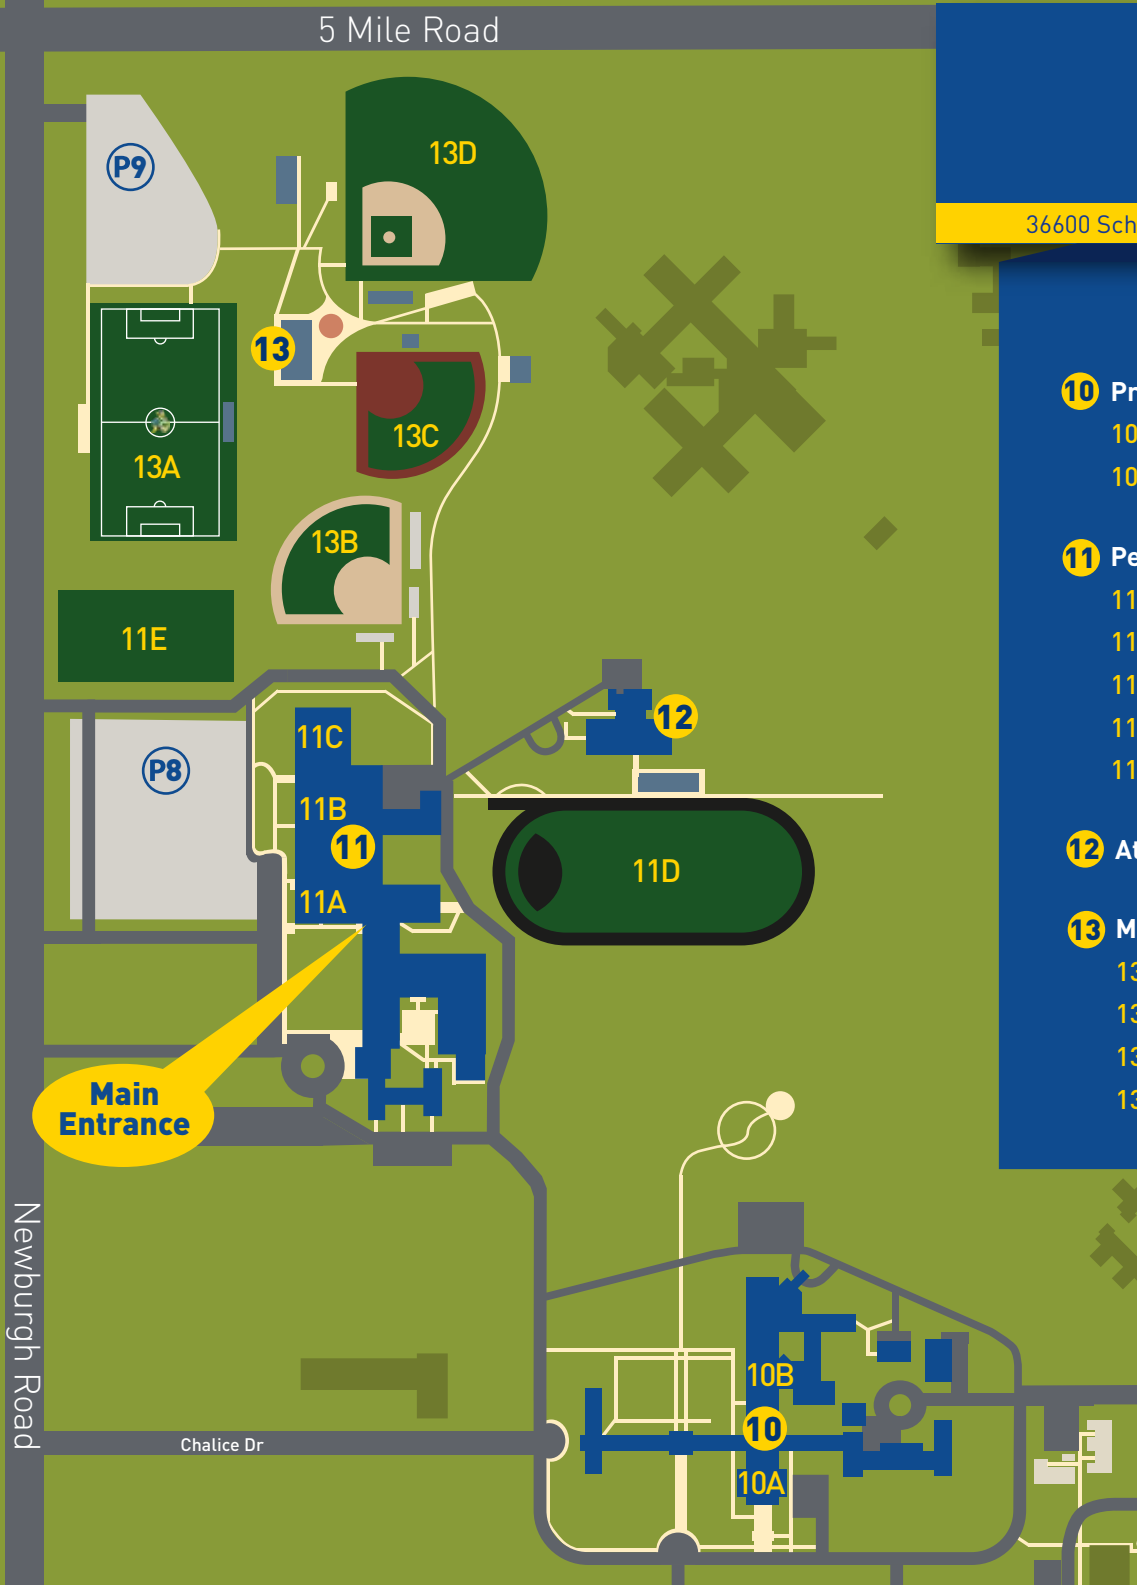 5 Mile Road
36600 Sch
P9
13D
13
13C
13A
13B
11E
10 Pr
10
10
11 Pe
11
11
11
11
11
12 At
13 M
13
13
13
13
12
P8
11C
11B
11
11A
11D
Main
Entrance
Newburgh Road
Chalice Dr
10B
10
10A